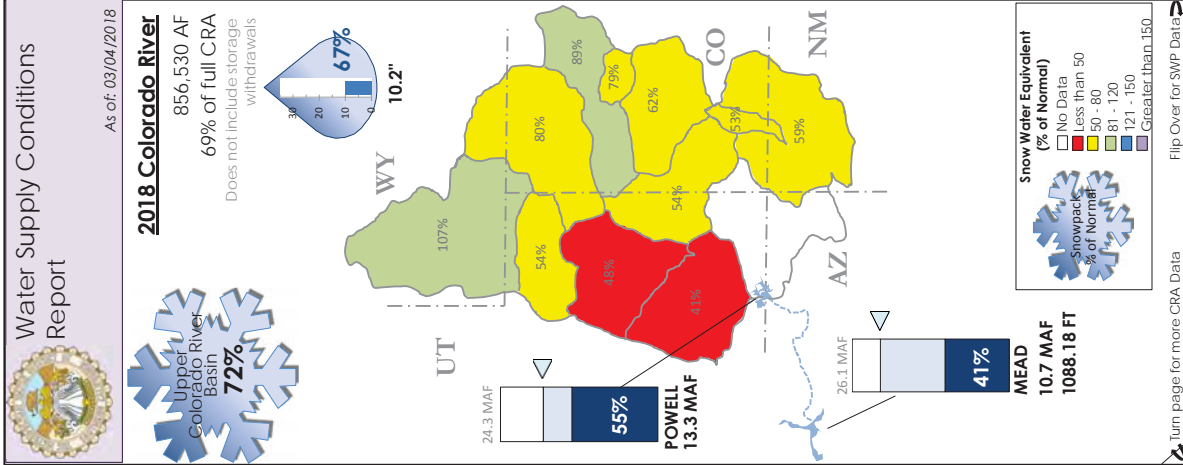 Water Supply Conditions
Report
As of: 03/04/2018
2018 Colorado River
856,530 AF
69% of full CRA
Does not include storage
withdrawals
30
20
10
0
67%
10.2"
Upper
Colorado River
Basin
72%
UT
WY
CO
NM
AZ
107%
80%
89%
79%
62%
54%
48%
41%
54%
53%
59%
24.3 MAF
55%
POWELL
13.3 MAF
26.1 MAF
41%
MEAD
10.7 MAF
1088.18 FT
Snowpack
% of Normal
Snow Water Equivalent
(% of Normal)
No Data
Less than 50
50 - 80
81 - 120
121 - 150
Greater than 150
Turn page for more CRA Data
Flip Over for SWP Data